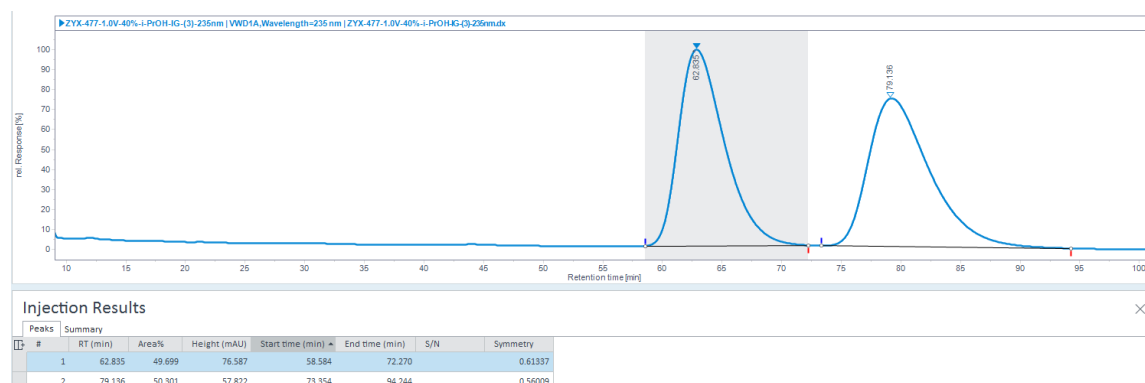 ZYX-477-1.0V-40%-i-PrOH-IG-(3)-235nm | VWD1A,Wavelength=235 nm | ZYX-477-1.0V-40%-i-PrOH-IG-(3)-235nm.dx
rel. Response [%]
100
90
80
70
60
50
40
30
20
10
0
62.835
79.136
10 15 20 25 30 35 40 45 50 55 60 65 70 75 80 85 90 95 100
Retention time [min]
Injection Results
Peaks Summary
# RT (min) Area% Height (mAU) Start time (min) End time (min) S/N Symmetry
1 62.835 49.699 76.587 58.584 72.270 0.61337
2 79.136 50.301 57.822 73.354 94.244 0.56009